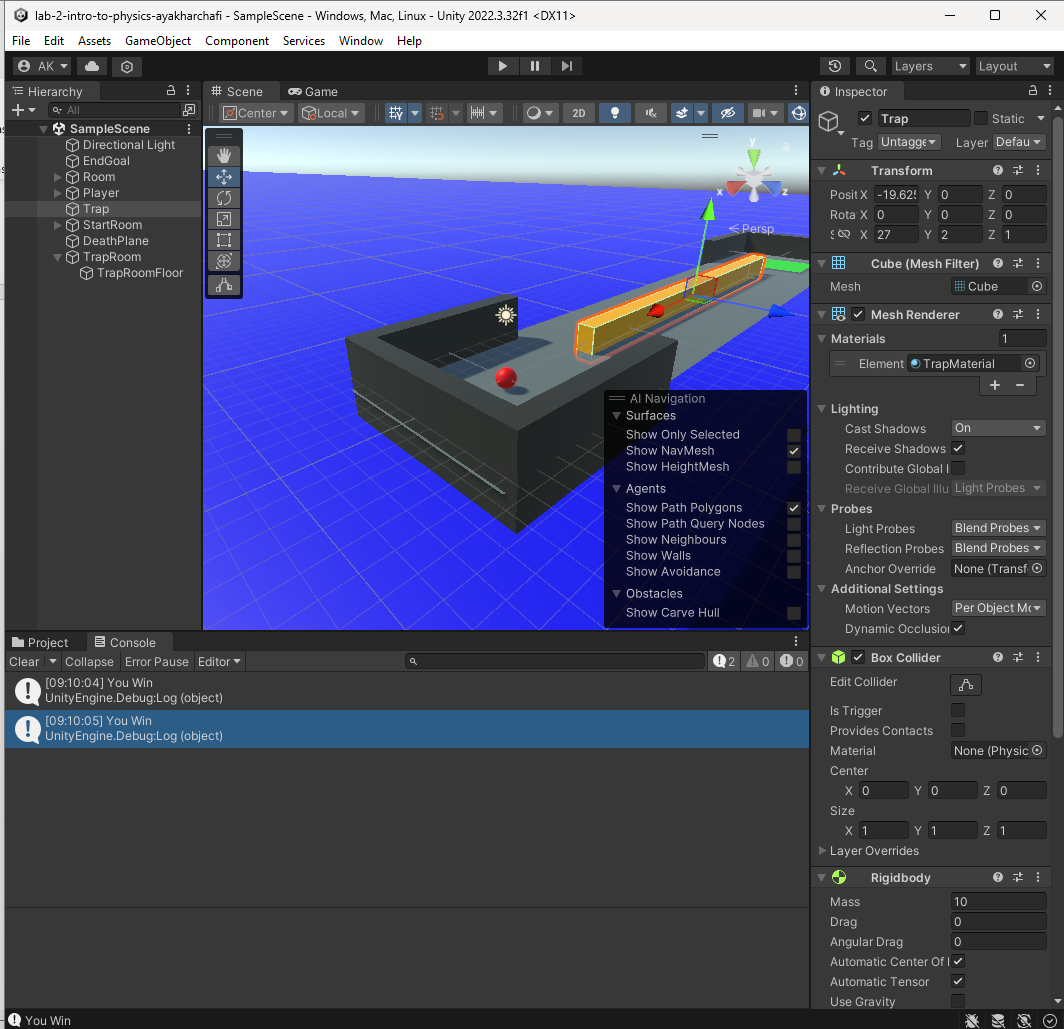 lab-2-intro-to-physics-ayakharchafi - SampleScene - Windows, Mac, Linux - Unity 2022.3.32f1 <DX11>
File Edit Assets GameObject Component Services Window Help
AK Layers Layout
Hierarchy
All
SampleScene
Directional Light
EndGoal
Room
Player
Trap
StartRoom
DeathPlane
TrapRoom
TrapRoomFloor
Scene Game
Center Local 2D
y
x z
Persp
AI Navigation
Surfaces
Show Only Selected
Show NavMesh
Show HeightMesh
Agents
Show Path Polygons
Show Path Query Nodes
Show Neighbours
Show Walls
Show Avoidance
Obstacles
Show Carve Hull
Inspector
Trap Static
Tag Untagge Layer Defau
Transform
Posit X -19.625 Y 0 Z 0
Rota X 0 Y 0 Z 0
S X 27 Y 2 Z 1
Cube (Mesh Filter)
Mesh Cube
Mesh Renderer
Materials 1
Element TrapMaterial
+ −
Lighting
Cast Shadows On
Receive Shadows
Contribute Global I
Receive Global Illu Light Probes
Probes
Light Probes Blend Probes
Reflection Probes Blend Probes
Anchor Override None (Transf
Additional Settings
Motion Vectors Per Object Mo
Dynamic Occlusion
Box Collider
Edit Collider
Is Trigger
Provides Contacts
Material None (Physic
Center
X 0 Y 0 Z 0
Size
X 1 Y 1 Z 1
Layer Overrides
Rigidbody
Mass 10
Drag 0
Angular Drag 0
Automatic Center Of I
Automatic Tensor
Use Gravity
Project Console
Clear Collapse Error Pause Editor 2 0 0
[09:10:04] You Win
UnityEngine.Debug:Log (object)
[09:10:05] You Win
UnityEngine.Debug:Log (object)
You Win